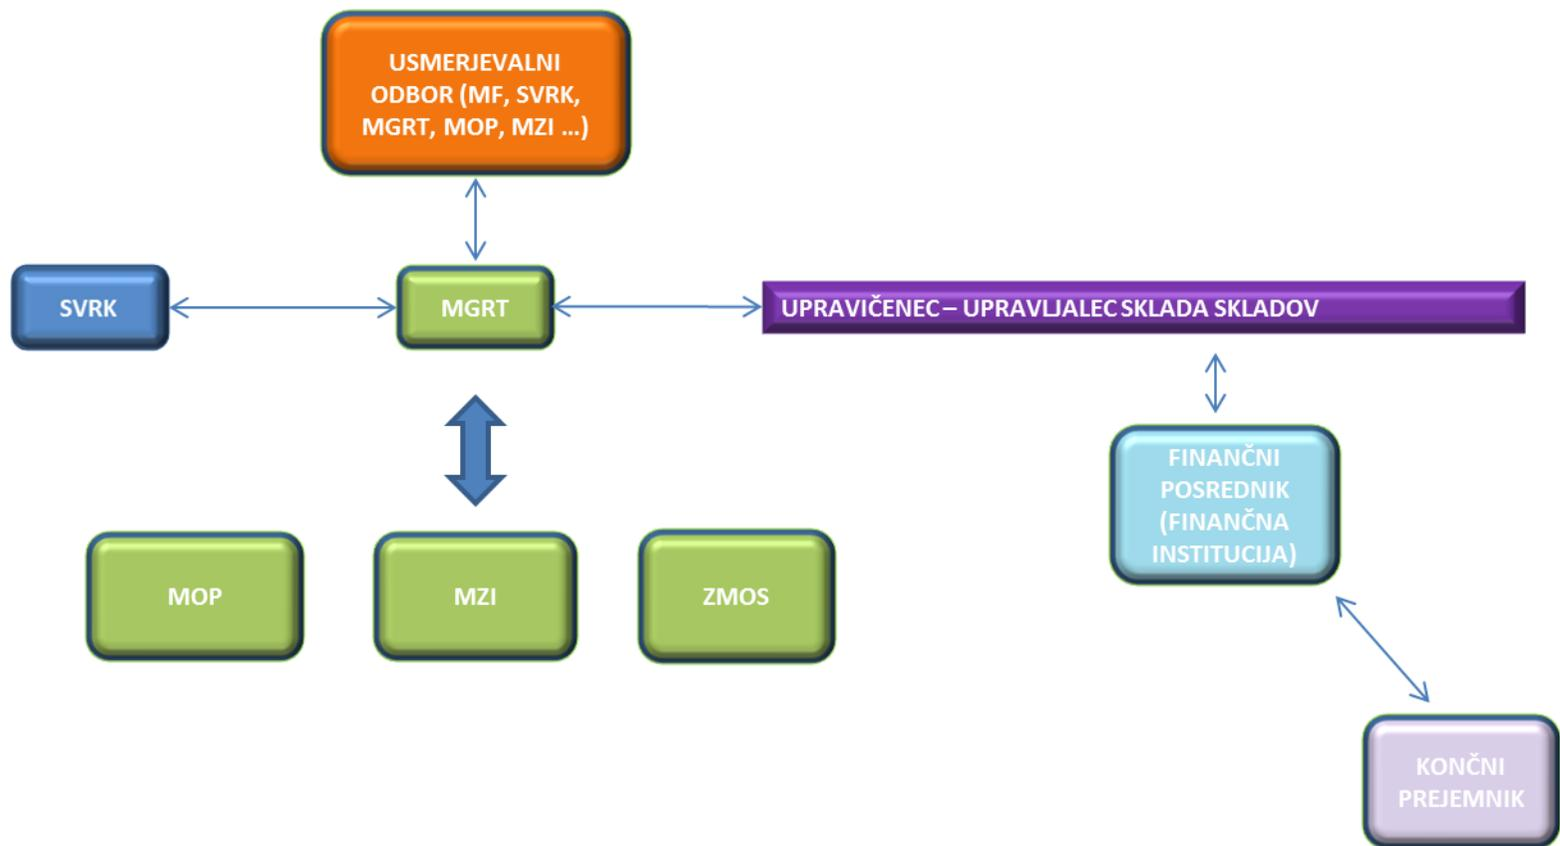 USMERJEVALNI
ODBOR (MF, SVRK,
MGRT, MOP, MZI ...)
SVRK
MGRT
UPRAVIČENEC – UPRAVLJALEC SKLADA SKLADOV
FINANČNI
POSREDNIK
(FINANČNA
INSTITUCIJA)
MOP
MZI
ZMOS
KONČNI
PREJEMNIK